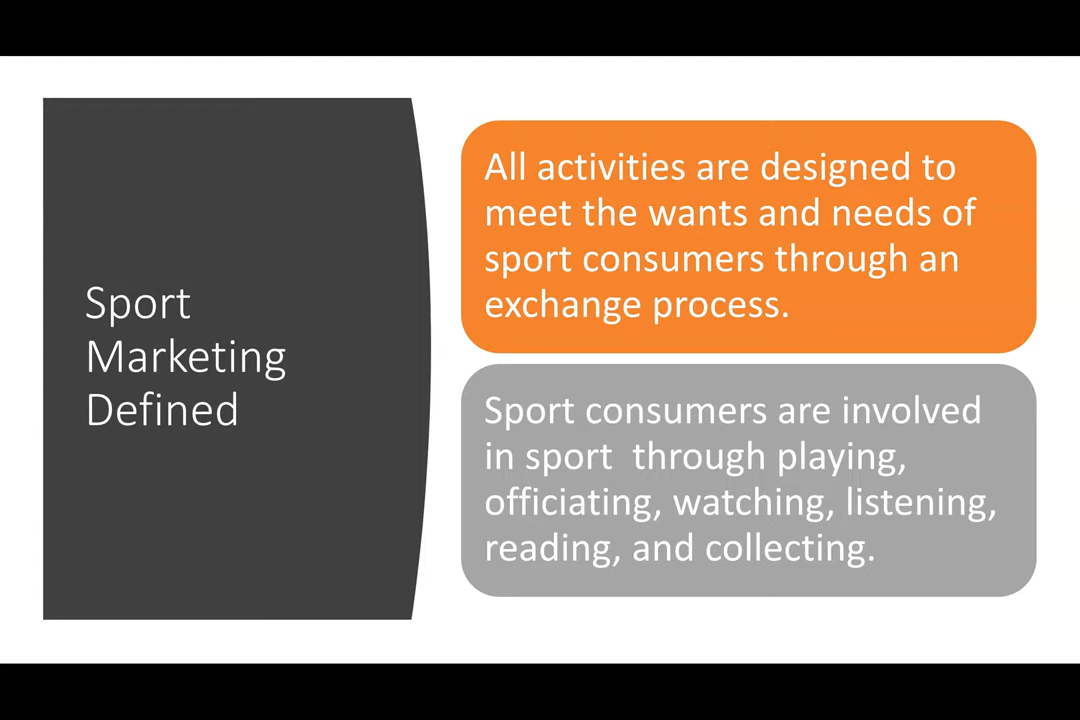 Sport
Marketing
Defined
All activities are designed to
meet the wants and needs of
sport consumers through an
exchange process.
Sport consumers are involved
in sport  through playing,
officiating, watching, listening,
reading, and collecting.